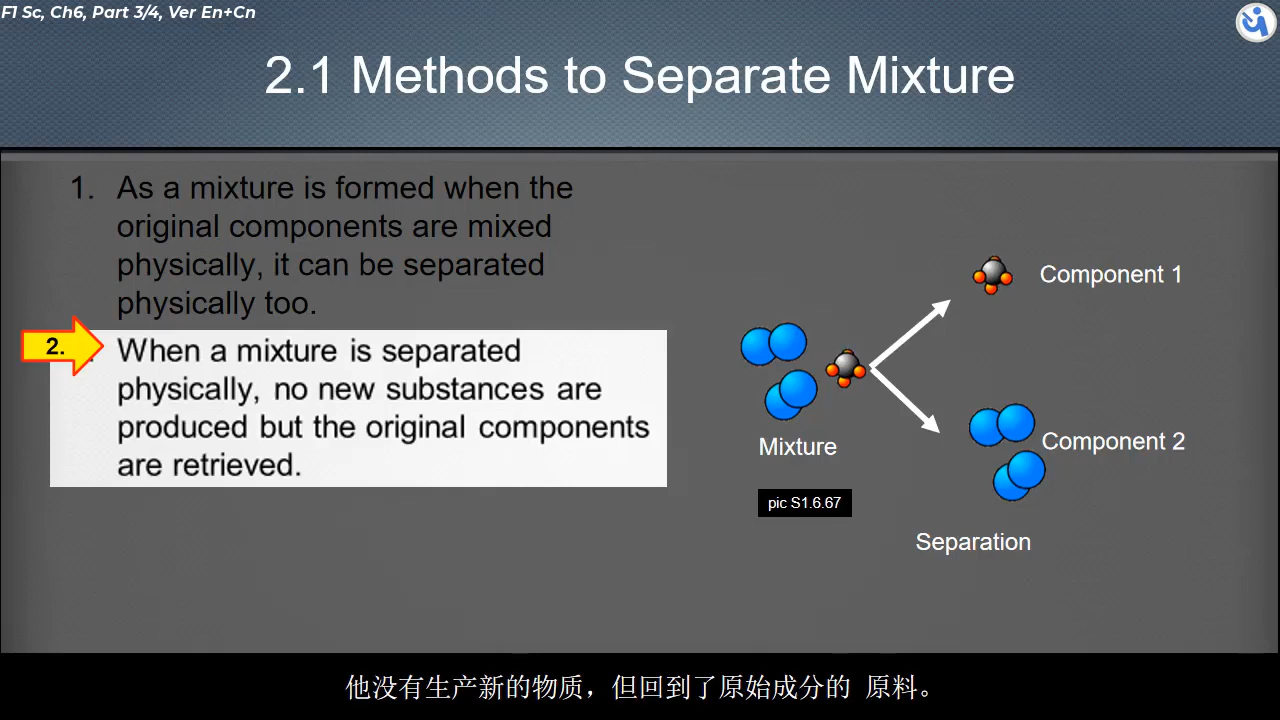 F1 Sc, Ch6, Part 3/4, Ver En+Cn
2.1 Methods to Separate Mixture
1. As a mixture is formed when the
original components are mixed
physically, it can be separated
physically too.
2. When a mixture is separated
physically, no new substances are
produced but the original components
are retrieved.
Component 1
Mixture
Component 2
pic S1.6.67
Separation
他没有生产新的物质，但回到了原始成分的 原料。